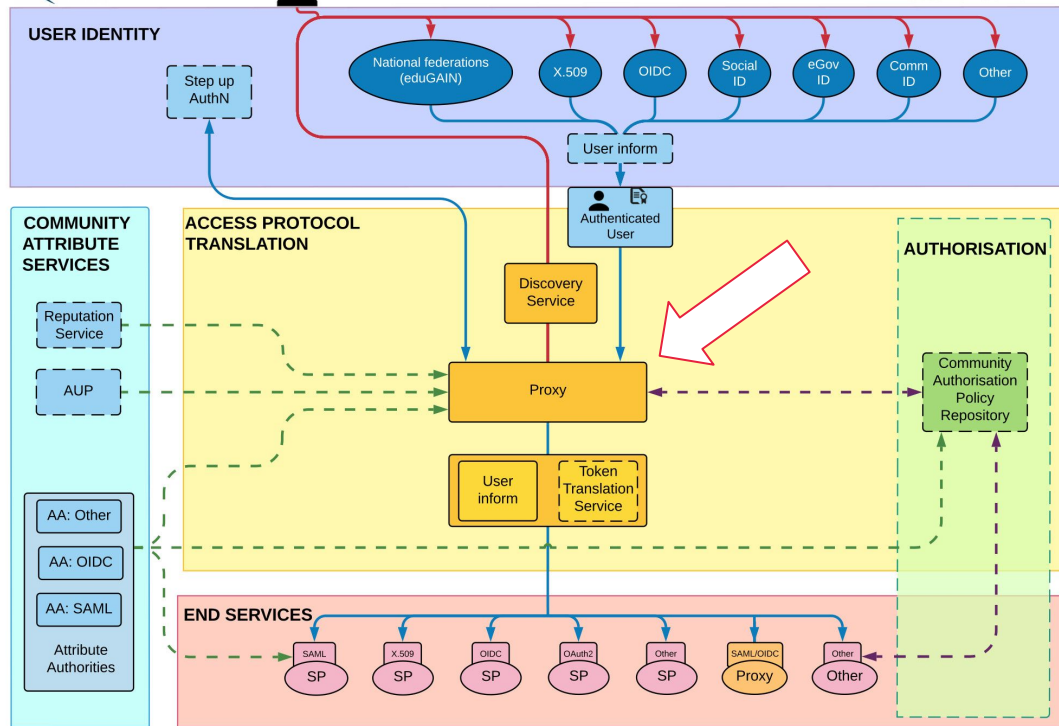 USER IDENTITY
National federations
(eduGAIN)
X.509
OIDC
Social
ID
eGov
ID
Comm
ID
Other
Step up
AuthN
User inform
Authenticated
User
COMMUNITY
ATTRIBUTE
SERVICES
ACCESS PROTOCOL
TRANSLATION
AUTHORISATION
Discovery
Service
Reputation
Service
AUP
Proxy
Community
Authorisation
Policy
Repository
User
inform
Token
Translation
Service
AA: Other
AA: OIDC
AA: SAML
Attribute
Authorities
END SERVICES
SAML
SP
X.509
SP
OIDC
SP
OAuth2
SP
Other
SP
SAML/OIDC
Proxy
Other
Other